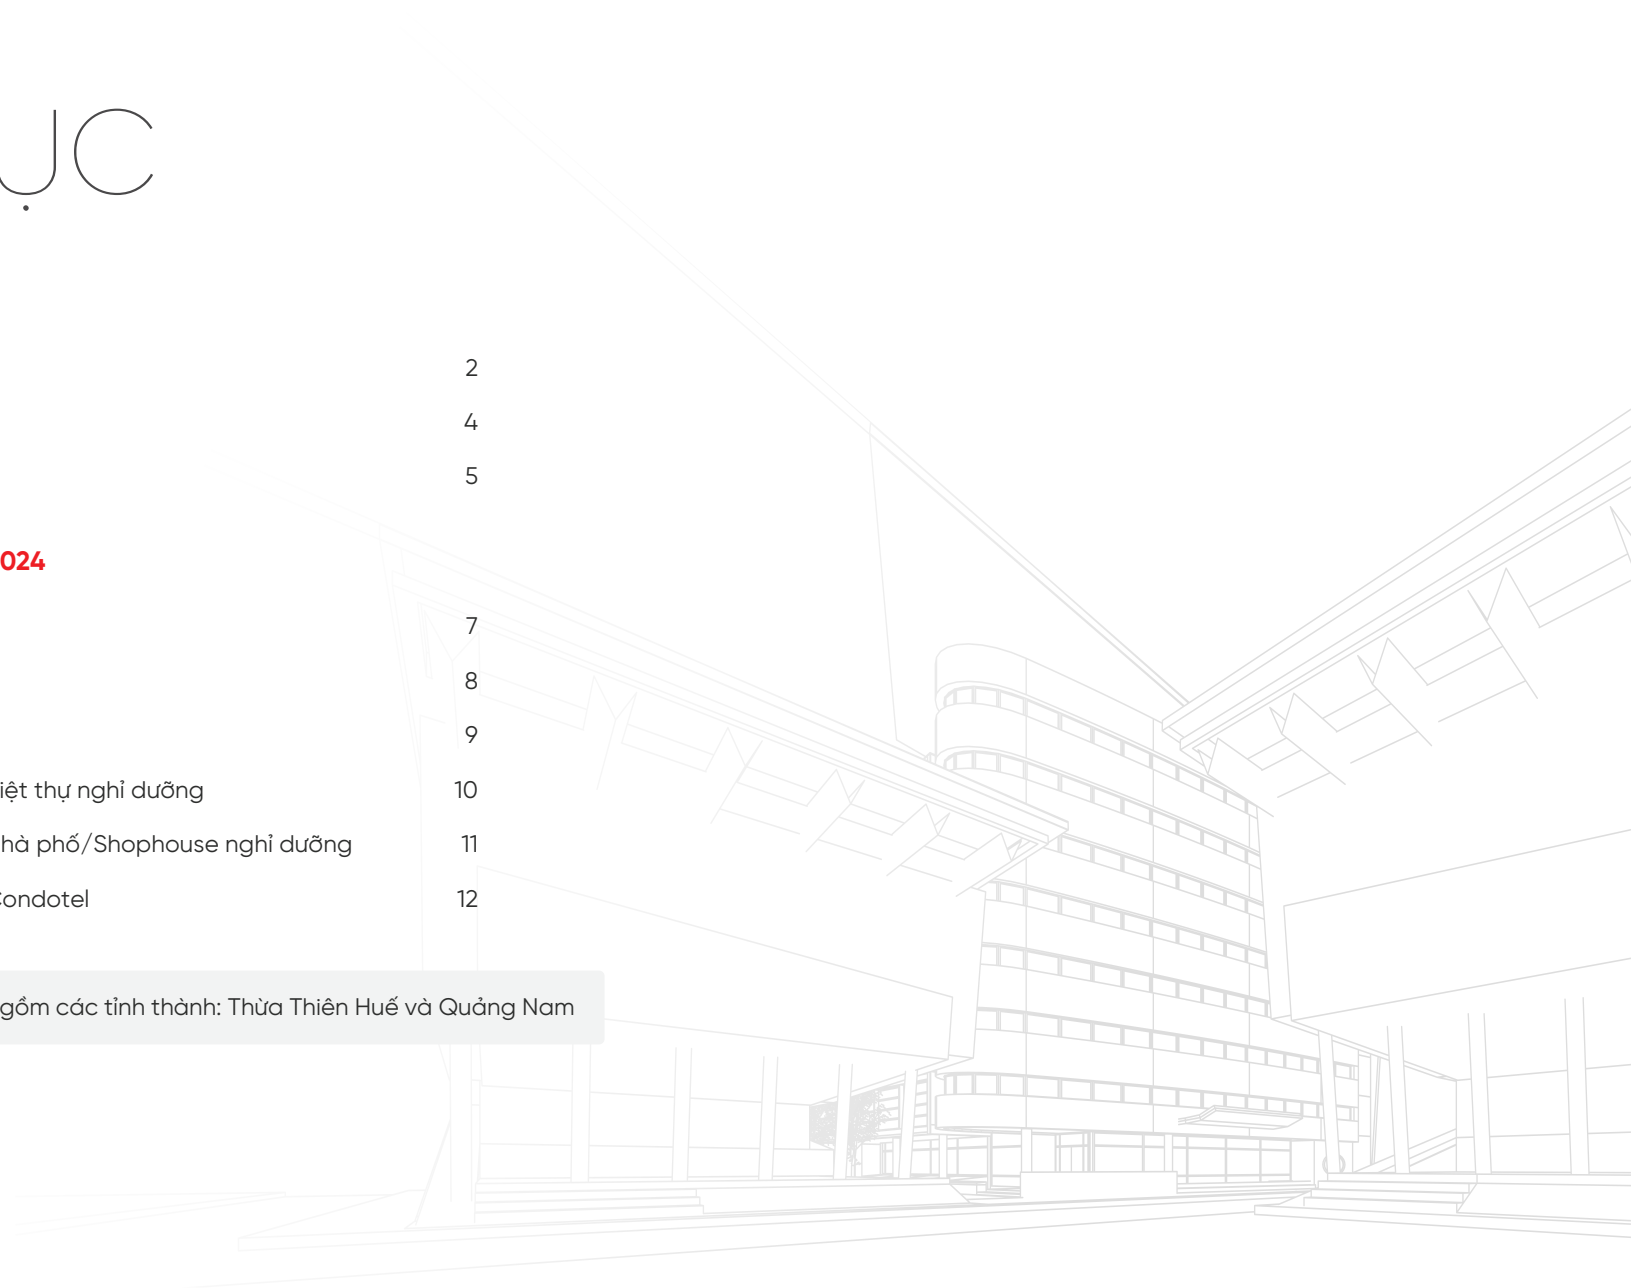 ỤC
2
4
5
024
7
8
9
iệt thự nghỉ dưỡng 10
hà phố/Shophouse nghỉ dưỡng 11
Condotel 12
gồm các tỉnh thành: Thừa Thiên Huế và Quảng Nam